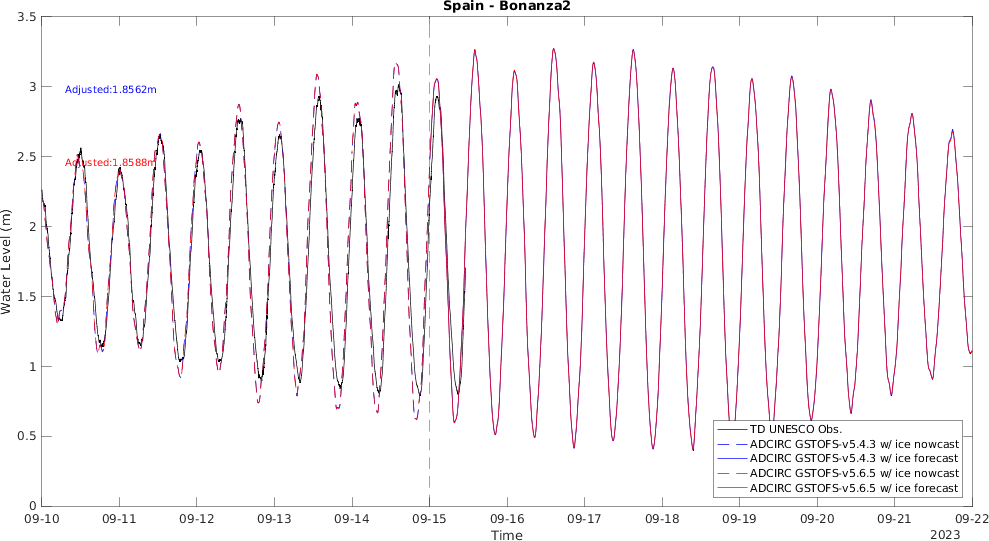 Spain - Bonanza2
3.5
3
2.5
2
1.5
1
0.5
0
Water Level (m)
Adjusted:1.8562m
Adjusted:1.8588m
TD UNESCO Obs.
ADCIRC GSTOFS-v5.4.3 w/ ice nowcast
ADCIRC GSTOFS-v5.4.3 w/ ice forecast
ADCIRC GSTOFS-v5.6.5 w/ ice nowcast
ADCIRC GSTOFS-v5.6.5 w/ ice forecast
09-10 09-11 09-12 09-13 09-14 09-15 09-16 09-17 09-18 09-19 09-20 09-21 09-22
Time
2023